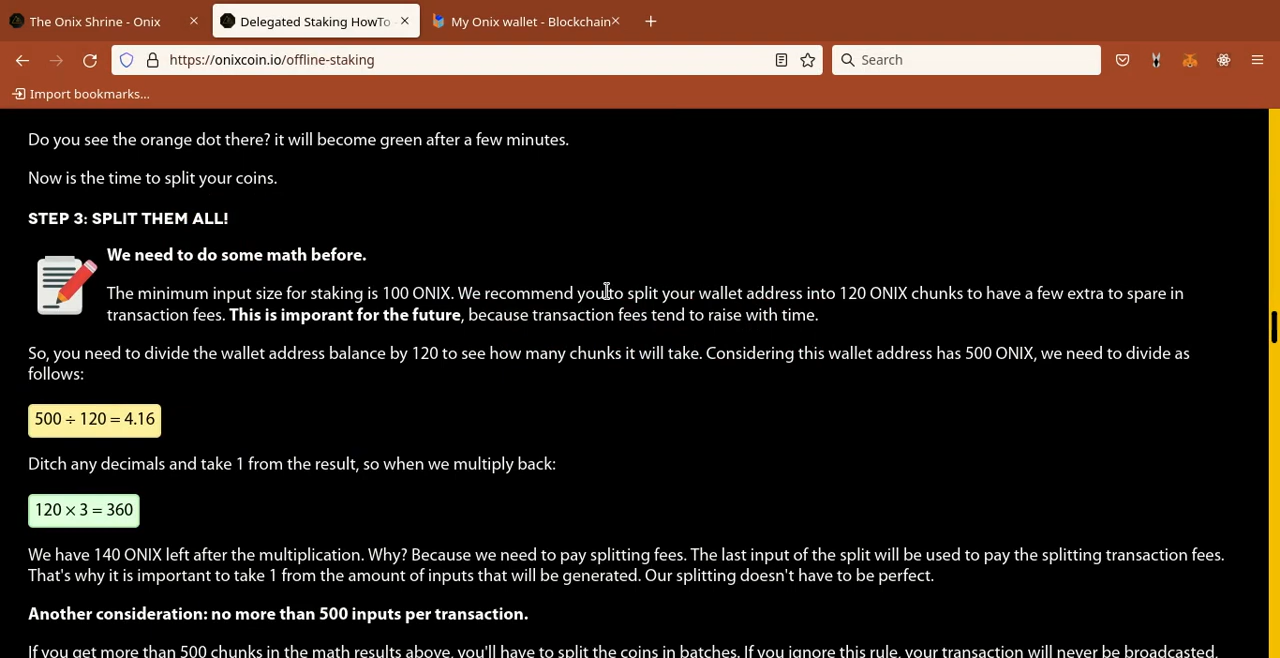 The Onix Shrine - Onix
Delegated Staking HowTo -
My Onix wallet - Blockchain
https://onixcoin.io/offline-staking
Search
Import bookmarks...
Do you see the orange dot there? it will become green after a few minutes.
Now is the time to split your coins.
STEP 3: SPLIT THEM ALL!
We need to do some math before.
The minimum input size for staking is 100 ONIX. We recommend you to split your wallet address into 120 ONIX chunks to have a few extra to spare in
transaction fees. This is imporant for the future, because transaction fees tend to raise with time.
So, you need to divide the wallet address balance by 120 to see how many chunks it will take. Considering this wallet address has 500 ONIX, we need to divide as
follows:
500 ÷ 120 = 4.16
Ditch any decimals and take 1 from the result, so when we multiply back:
120 × 3 = 360
We have 140 ONIX left after the multiplication. Why? Because we need to pay splitting fees. The last input of the split will be used to pay the splitting transaction fees.
That's why it is important to take 1 from the amount of inputs that will be generated. Our splitting doesn't have to be perfect.
Another consideration: no more than 500 inputs per transaction.
If you get more than 500 chunks in the math results above, you'll have to split the coins in batches. If you ignore this rule, your transaction will never be broadcasted.